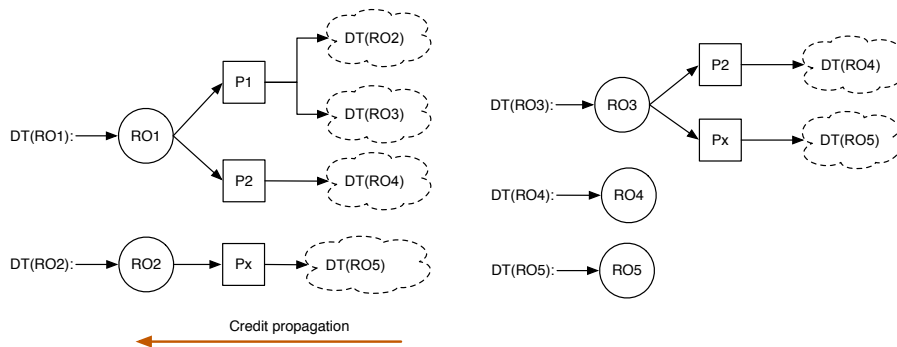 DT(RO1):
RO1
P1
DT(RO2)
DT(RO3)
P2
DT(RO4)
DT(RO2):
RO2
Px
DT(RO5)
Credit propagation
DT(RO3):
RO3
P2
DT(RO4)
Px
DT(RO5)
DT(RO4):
RO4
DT(RO5):
RO5